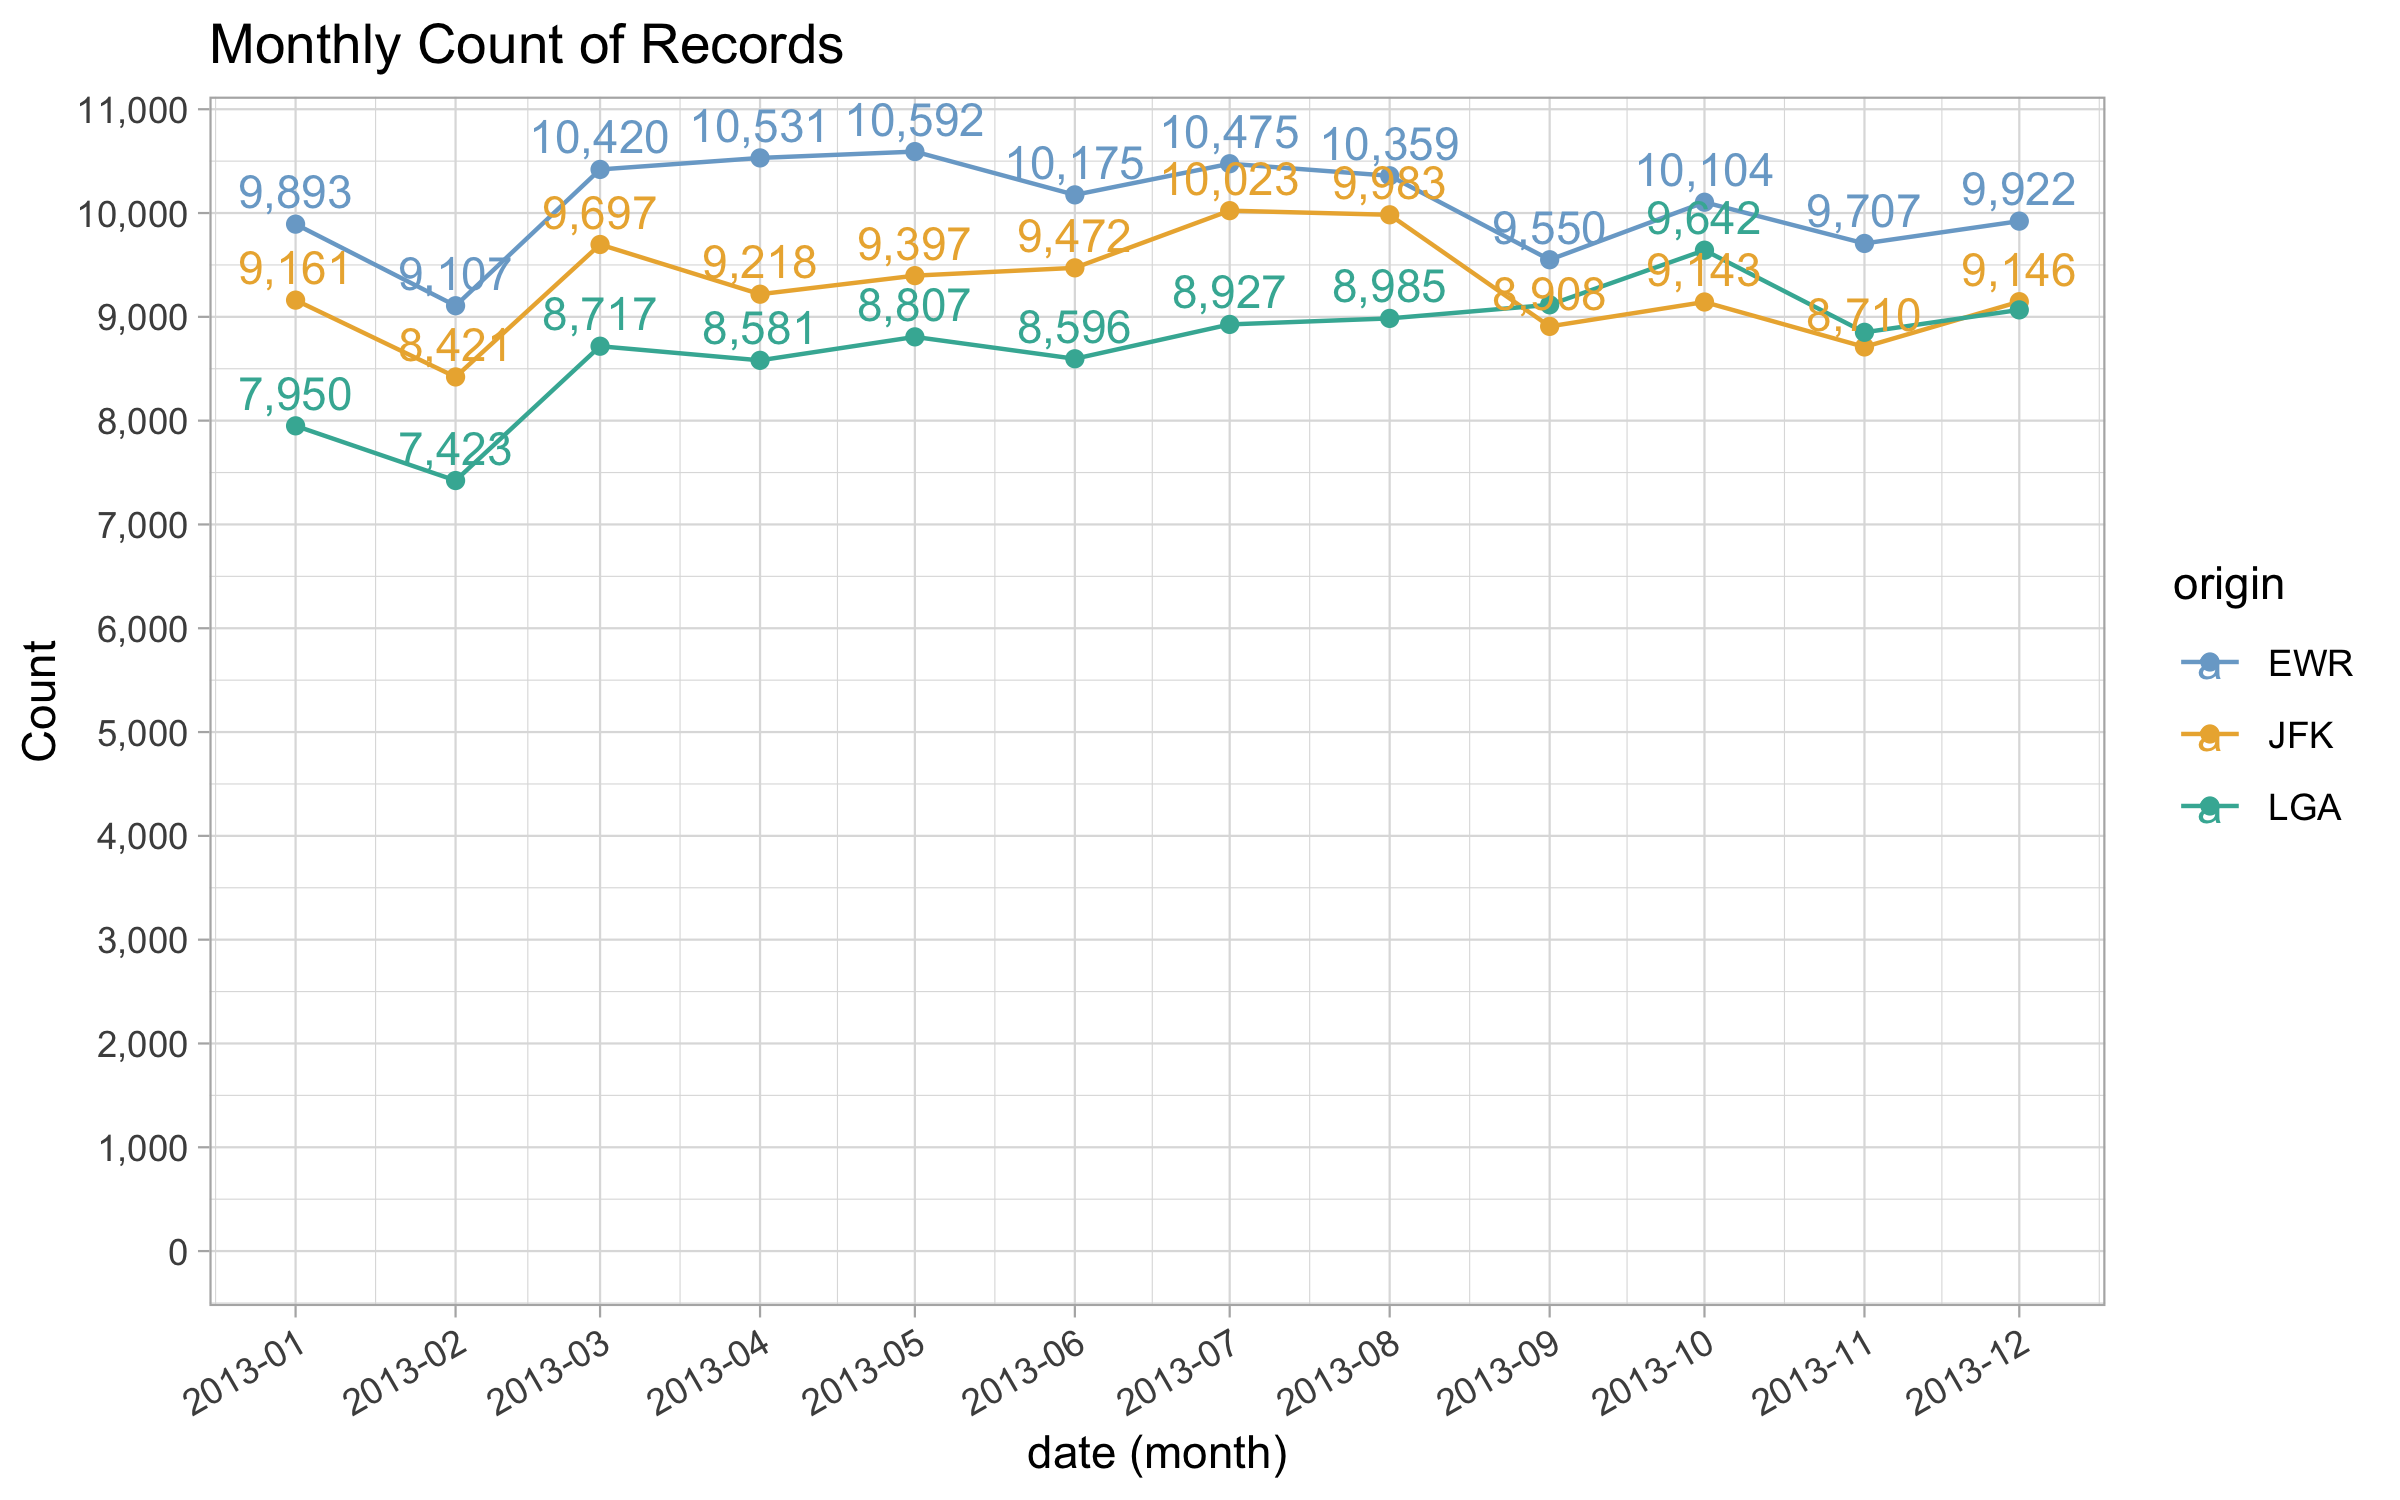 Monthly Count of Records
11,000
10,000
9,000
8,000
7,000
6,000
5,000
4,000
3,000
2,000
1,000
0
Count
9,893 9,107 10,420 10,531 10,592 10,175 10,475 10,359 9,550 10,104 9,707 9,922
9,161 8,421 9,697 9,218 9,397 9,472 10,023 9,983 8,908 9,143 8,710 9,146
7,950 7,423 8,717 8,581 8,807 8,596 8,927 8,985 9,642
2013-01 2013-02 2013-03 2013-04 2013-05 2013-06 2013-07 2013-08 2013-09 2013-10 2013-11 2013-12
date (month)
origin
a EWR
a JFK
a LGA